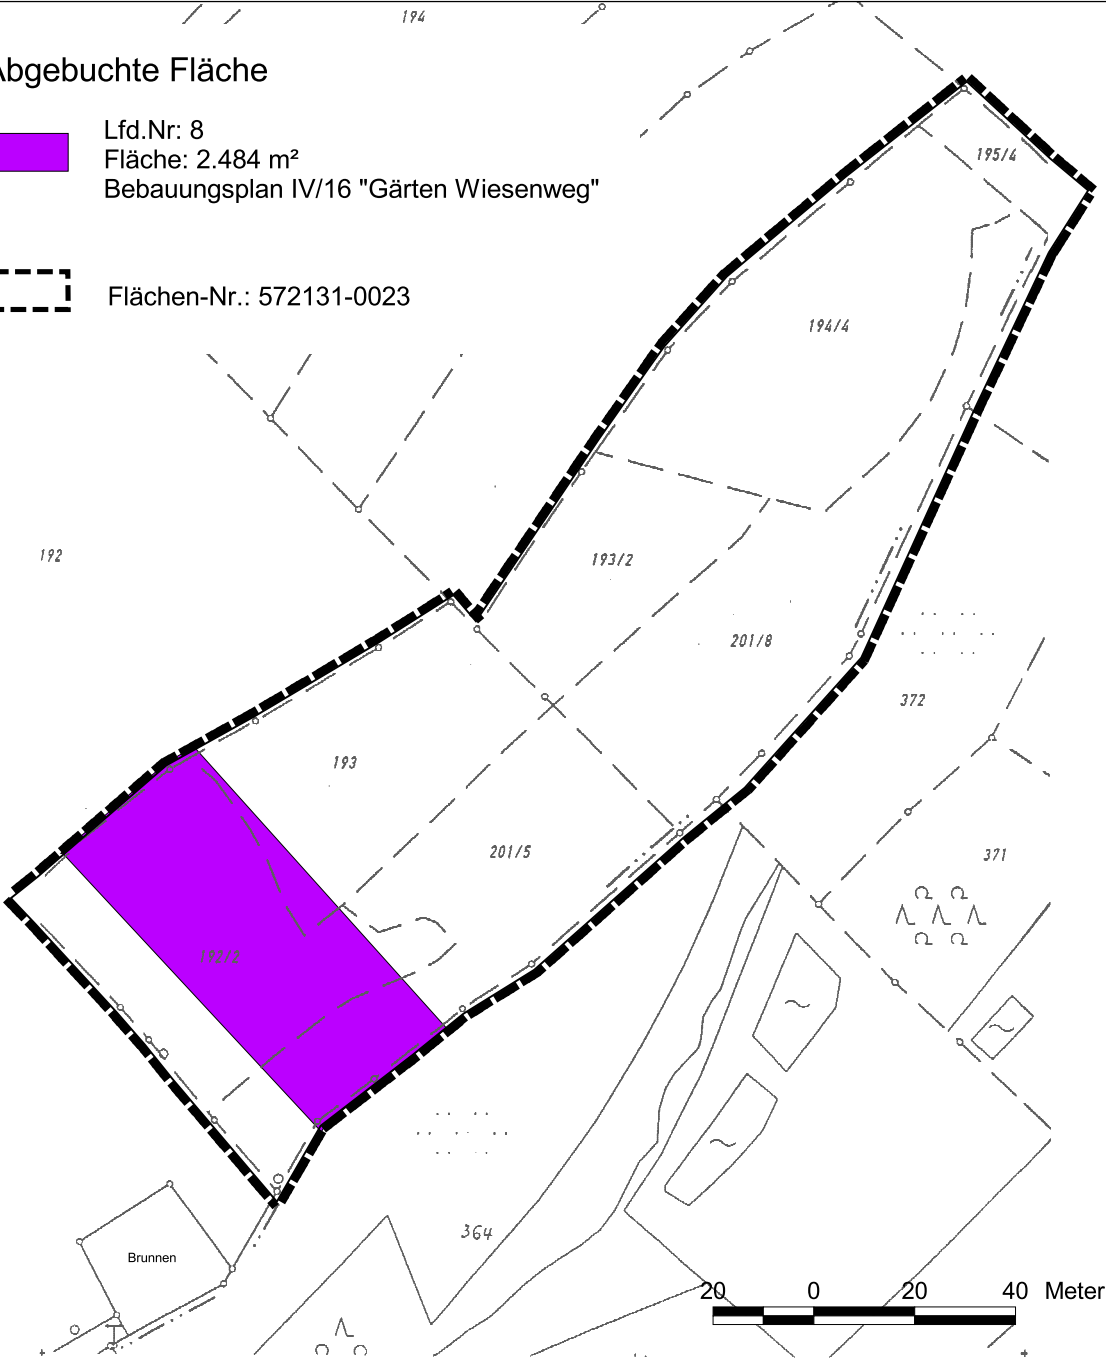 194
Abgebuchte Fläche
Lfd.Nr: 8
Fläche: 2.484 m²
Bebauungsplan IV/16 "Gärten Wiesenweg"
195/4
Flächen-Nr.: 572131-0023
194/4
192
193/2
201/8
372
193
201/5
371
192/2
364
Brunnen
20 0 20 40 Meter